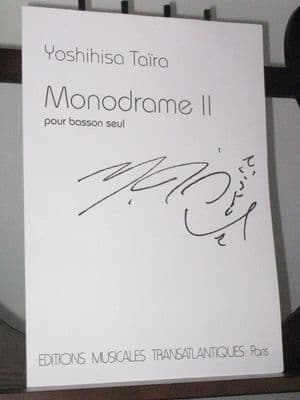 Yoshihisa Taïra
Monodrame II
pour basson seul
EDITIONS MUSICALES TRANSATLANTIQUES Paris